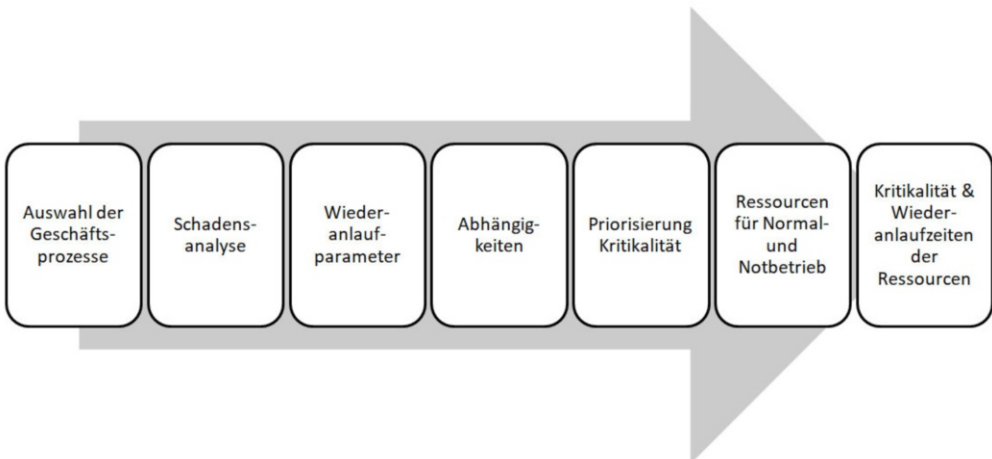 Auswahl der
Geschäfts-
prozesse
Schadens-
analyse
Wieder-
anlauf-
parameter
Abhängig-
keiten
Priorisierung
Kritikalität
Ressourcen
für Normal-
und
Notbetrieb
Kritikalität &
Wieder-
anlaufzeiten
der
Ressourcen